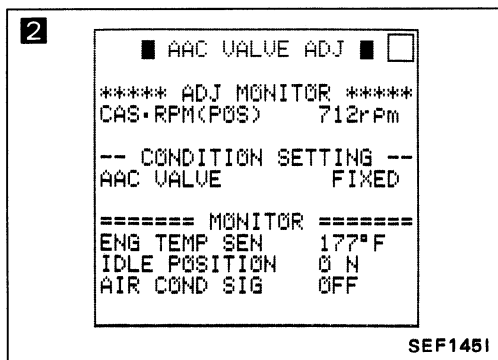 2
■ AAC VALVE ADJ ■ □
***** ADJ MONITOR *****
CAS•RPM(POS) 712rpm
-- CONDITION SETTING --
AAC VALVE FIXED
======= MONITOR =======
ENG TEMP SEN 177°F
IDLE POSITION O N
AIR COND SIG OFF
SEF145I